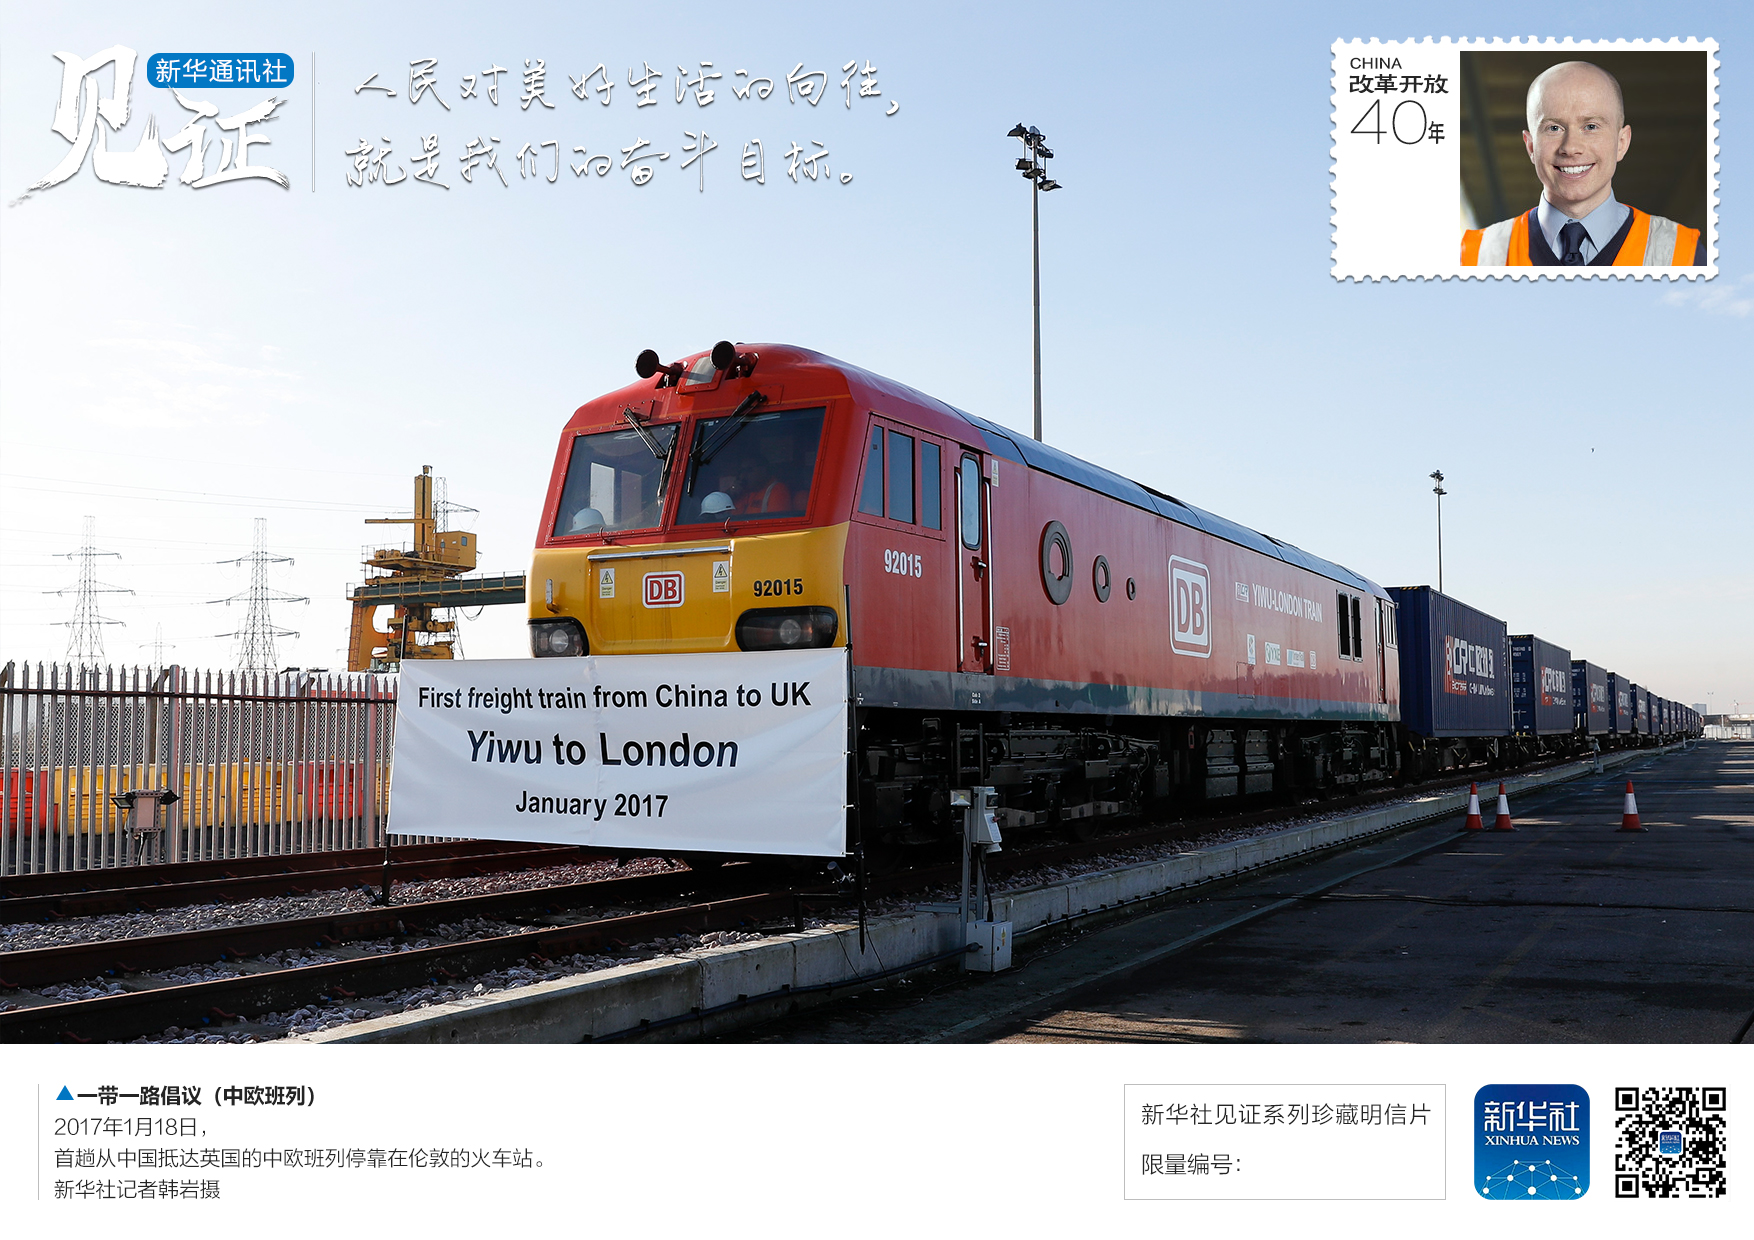 新华通讯社
见证
人民对美好生活的向往，
就是我们的奋斗目标。
CHINA
改革开放
40年
92015
92015
DB
DB
YIWU-LONDON TRAIN
First freight train from China to UK
Yiwu to London
January 2017
一带一路倡议（中欧班列）
2017年1月18日，
首趟从中国抵达英国的中欧班列停靠在伦敦的火车站。
新华社记者韩岩摄
新华社见证系列珍藏明信片
限量编号：
新华社
XINHUA NEWS